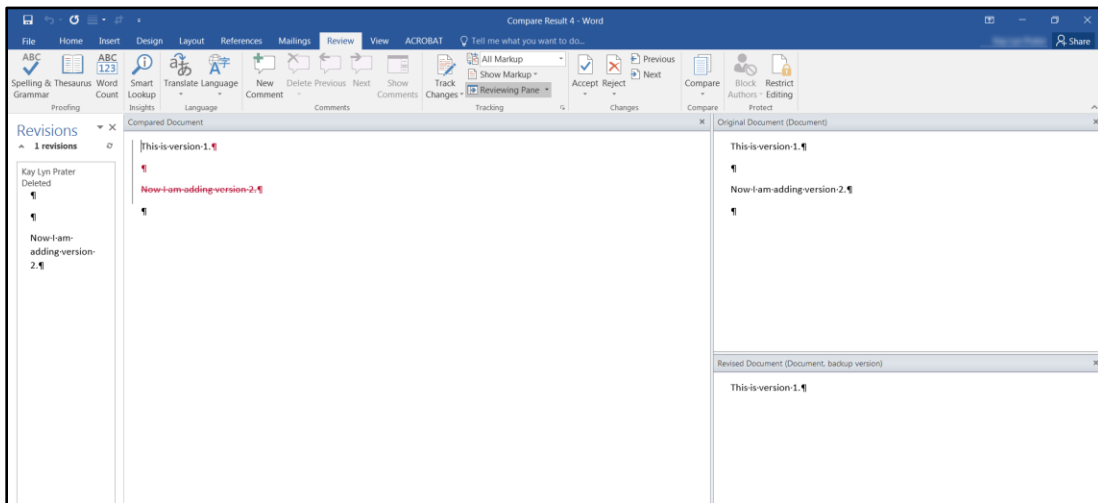 Compare Result 4 - Word
File Home Insert Design Layout References Mailings Review View ACROBAT Tell me what you want to do... Share
ABC
Spelling & Grammar
Thesaurus
ABC 123
Word Count
Proofing
Smart Lookup
Insights
Translate
Language
Language
New Comment
Delete
Previous
Next
Show Comments
Comments
Track Changes
All Markup
Show Markup
Reviewing Pane
Tracking
Accept
Reject
Previous
Next
Changes
Compare
Compare
Block Authors
Restrict Editing
Protect
Revisions
1 revisions
Kay Lyn Prater
Deleted
¶
¶
Now·I·am·
adding·version·
2.¶
Compared Document
This·is·version·1.¶
¶
Now·I·am·adding·version·2.¶
¶
Original Document (Document)
This·is·version·1.¶
¶
Now·I·am·adding·version·2.¶
¶
Revised Document (Document, backup version)
This·is·version·1.¶